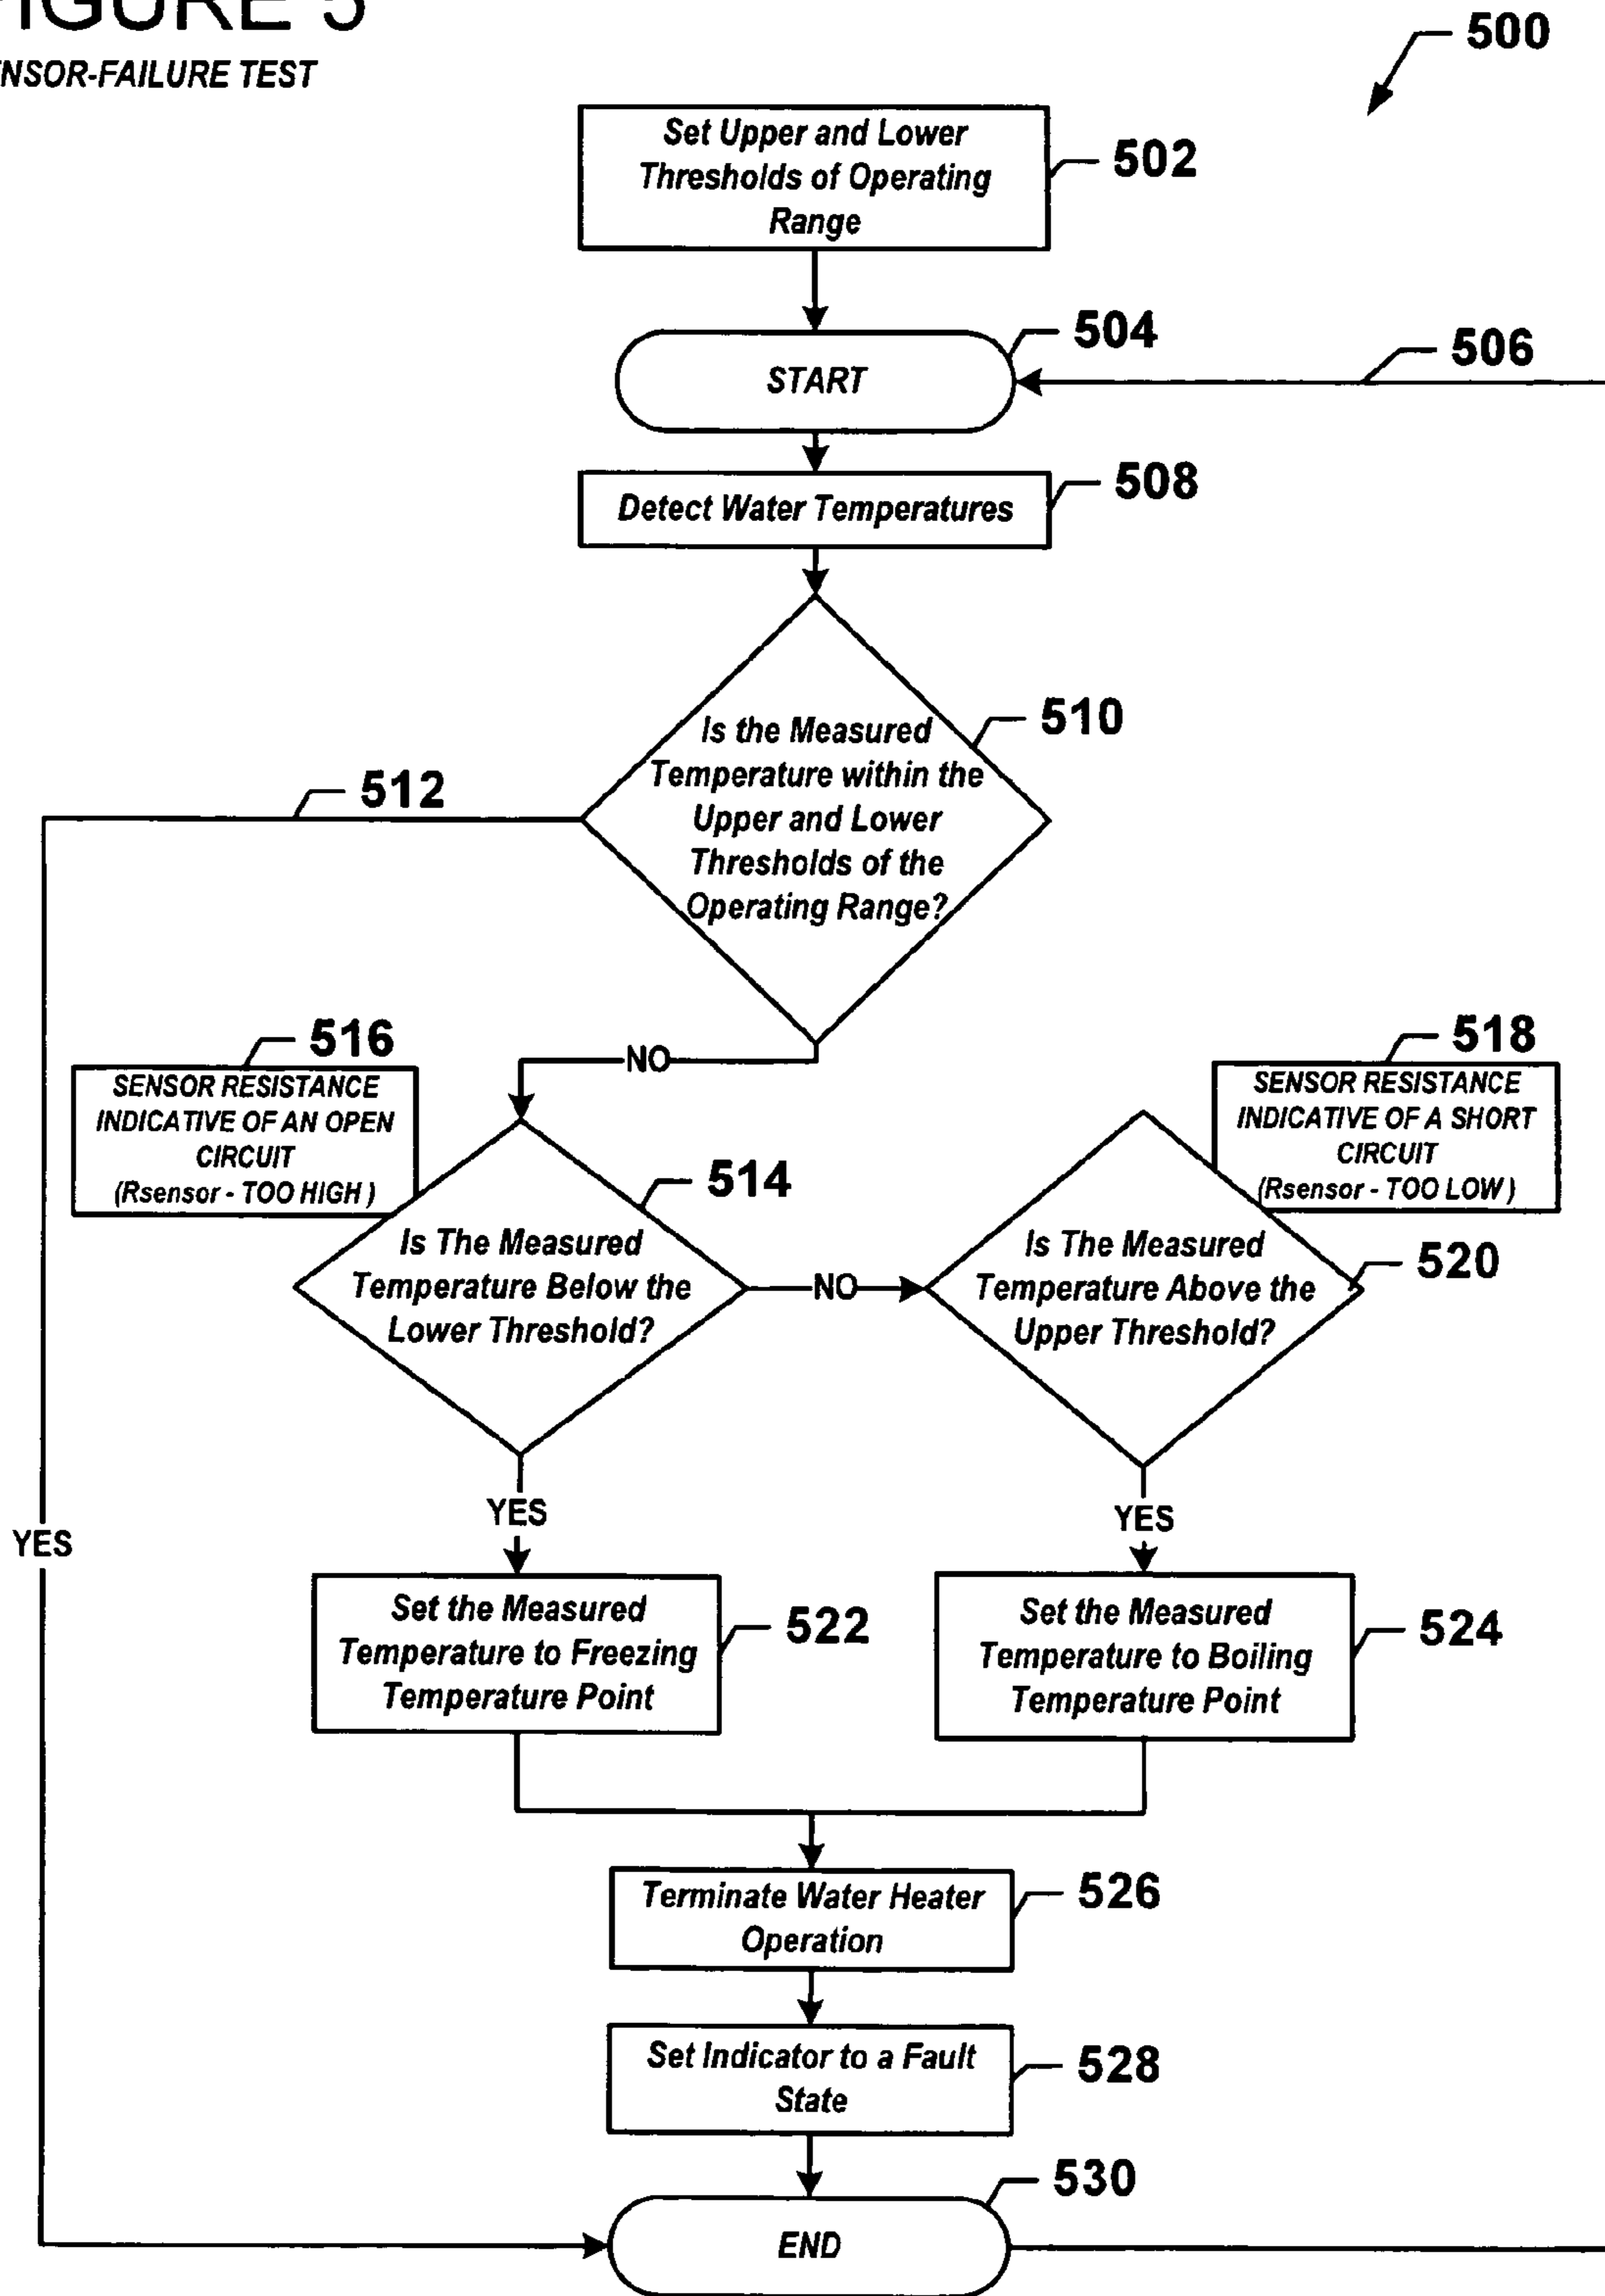 FIGURE 5
ENSOR-FAILURE TEST
500
Set Upper and Lower
Thresholds of Operating
Range
502
START
504
506
Detect Water Temperatures
508
Is the Measured
Temperature within the
Upper and Lower
Thresholds of the
Operating Range?
510
512
NO
516
SENSOR RESISTANCE
INDICATIVE OF AN OPEN
CIRCUIT
(Rsensor - TOO HIGH )
518
SENSOR RESISTANCE
INDICATIVE OF A SHORT
CIRCUIT
(Rsensor - TOO LOW )
514
Is The Measured
Temperature Below the
Lower Threshold?
NO
Is The Measured
Temperature Above the
Upper Threshold?
520
YES
YES
YES
Set the Measured
Temperature to Freezing
Temperature Point
522
Set the Measured
Temperature to Boiling
Temperature Point
524
Terminate Water Heater
Operation
526
Set Indicator to a Fault
State
528
END
530